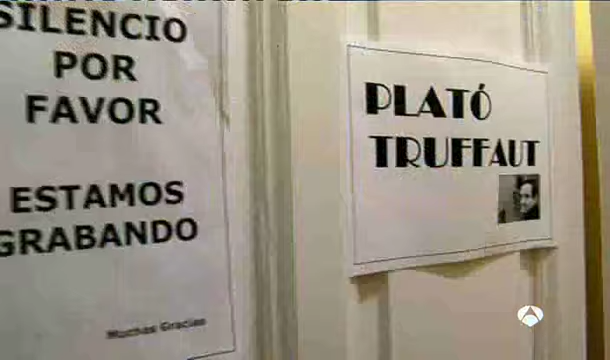 SILENCIO
POR
FAVOR
ESTAMOS
GRABANDO
Muchas Gracias
PLATÓ
TRUFFAUT